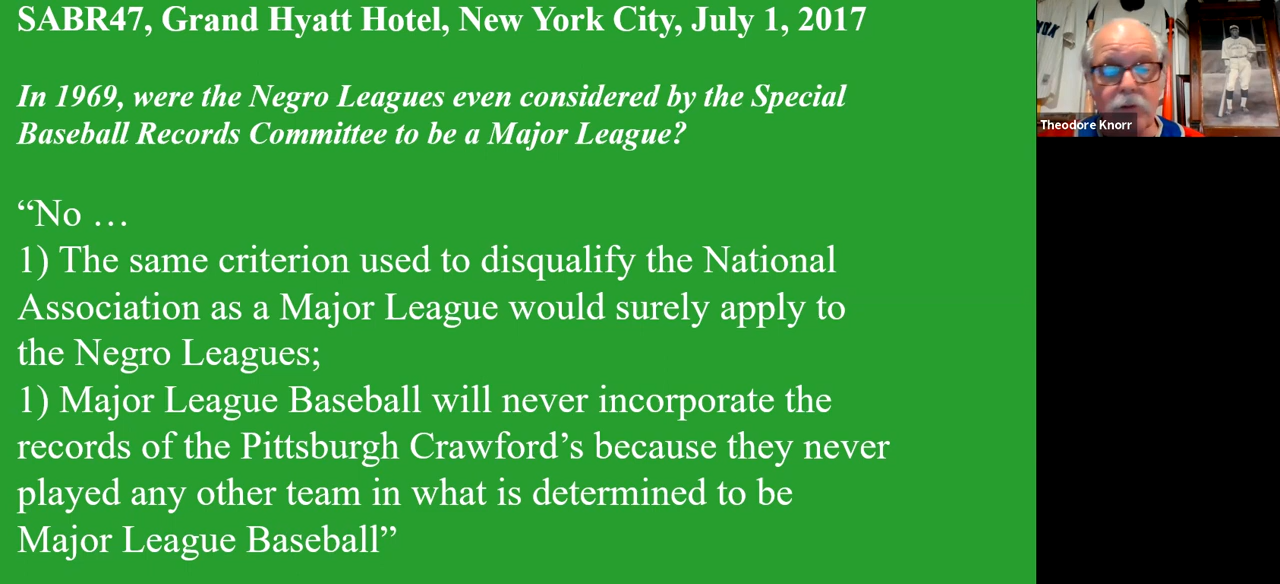 SABR47, Grand Hyatt Hotel, New York City, July 1, 2017
In 1969, were the Negro Leagues even considered by the Special
Baseball Records Committee to be a Major League?
“No …
1) The same criterion used to disqualify the National
Association as a Major League would surely apply to
the Negro Leagues;
1) Major League Baseball will never incorporate the
records of the Pittsburgh Crawford’s because they never
played any other team in what is determined to be
Major League Baseball”
Theodore Knorr